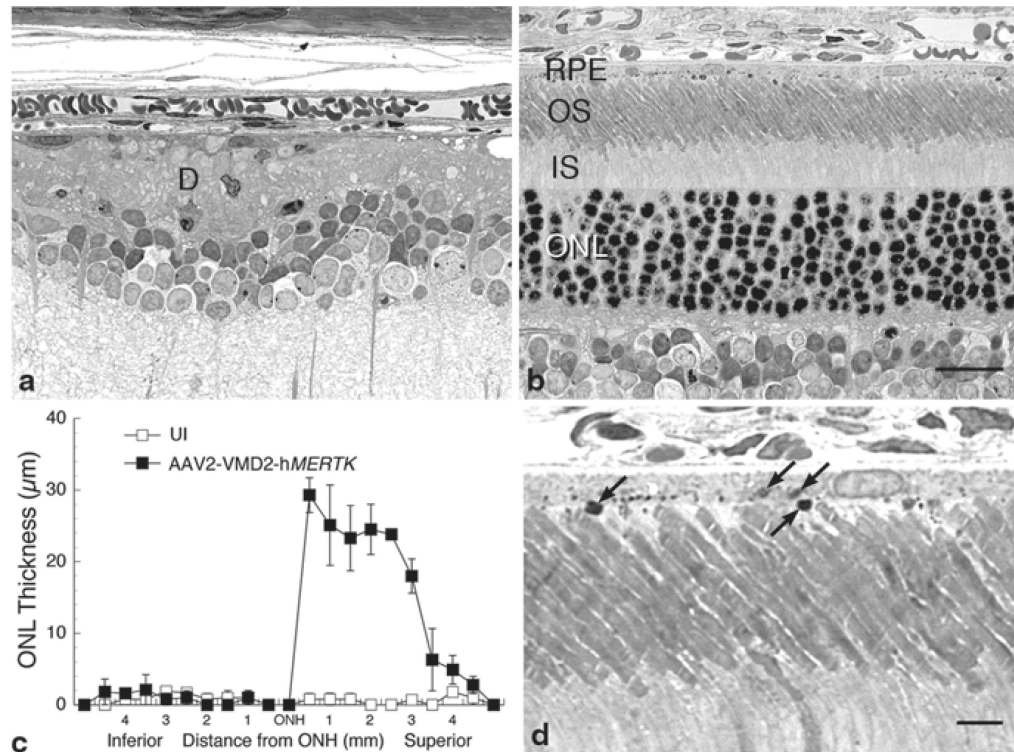 D
a
RPE
OS
IS
ONL
b
40
30
20
10
0
ONL Thickness (µm)
UI
AAV2-VMD2-hMERTK
4 3 2 1 ONH 1 2 3 4
Inferior Distance from ONH (mm) Superior
c
d